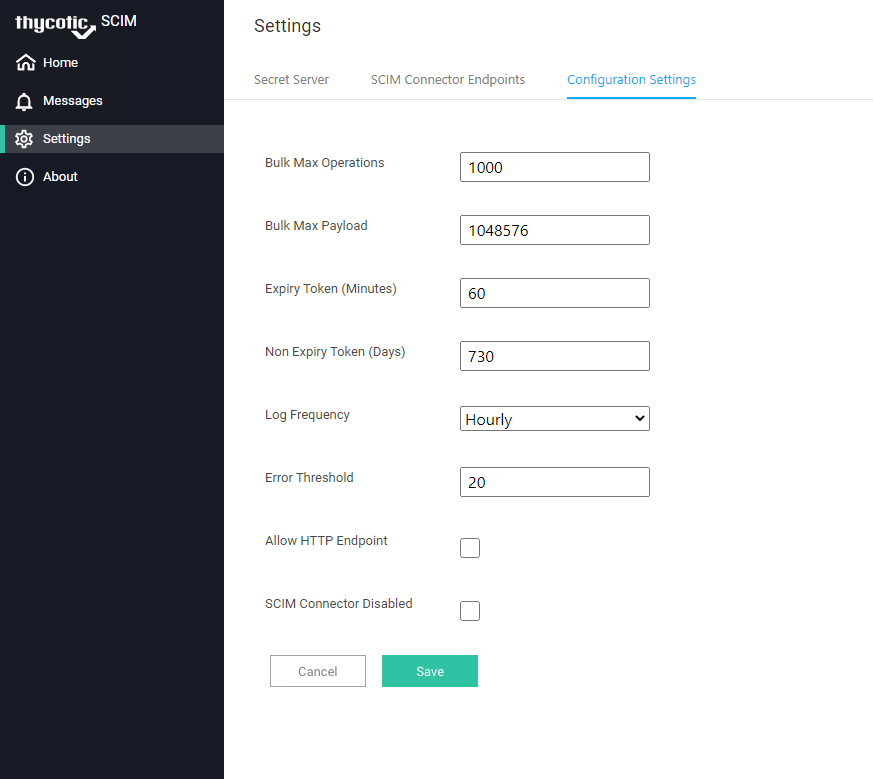 thycotic SCIM
Home
Messages
Settings
About
Settings
Secret Server SCIM Connector Endpoints Configuration Settings
Bulk Max Operations 1000
Bulk Max Payload 1048576
Expiry Token (Minutes) 60
Non Expiry Token (Days) 730
Log Frequency Hourly
Error Threshold 20
Allow HTTP Endpoint
SCIM Connector Disabled
Cancel Save